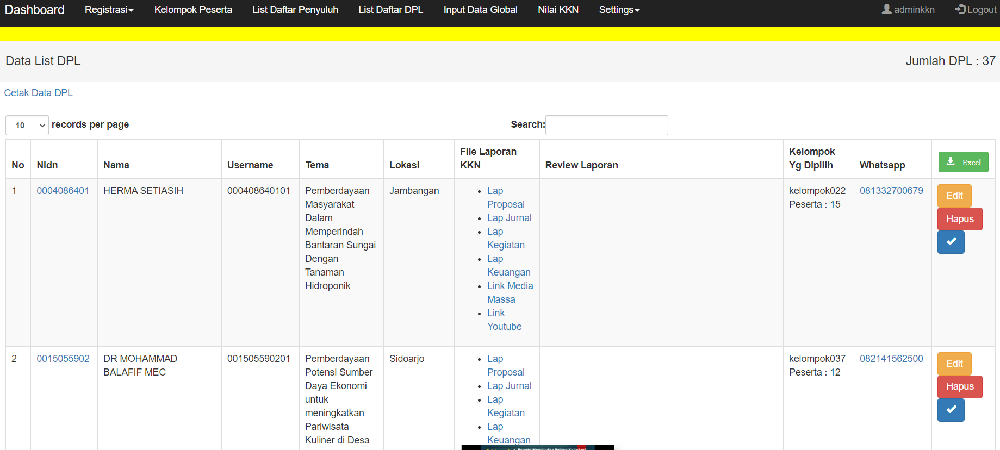 Dashboard Registrasi Kelompok Peserta List Daftar Penyuluh List Daftar DPL Input Data Global Nilai KKN Settings adminkkn Logout
Data List DPL Jumlah DPL : 37
Cetak Data DPL
10 records per page Search:
No Nidn Nama Username Tema Lokasi File Laporan KKN Review Laporan Kelompok Yg Dipilih Whatsapp Excel
1 0004086401 HERMA SETIASIH 000408640101
Pemberdayaan
Masyarakat
Dalam
Memperindah
Bantaran Sungai
Dengan
Tanaman
Hidroponik
Jambangan
Lap
Proposal
Lap Jurnal
Lap
Kegiatan
Lap
Keuangan
Link Media
Massa
Link
Youtube
kelompok022
Peserta : 15
081332700679
Edit
Hapus
2 0015055902
DR MOHAMMAD
BALAFIF MEC
001505590201
Pemberdayaan
Potensi Sumber
Daya Ekonomi
untuk
meningkatkan
Pariwisata
Kuliner di Desa
Sidoarjo
Lap
Proposal
Lap Jurnal
Lap
Kegiatan
Lap
Keuangan
kelompok037
Peserta : 12
082141562500
Edit
Hapus